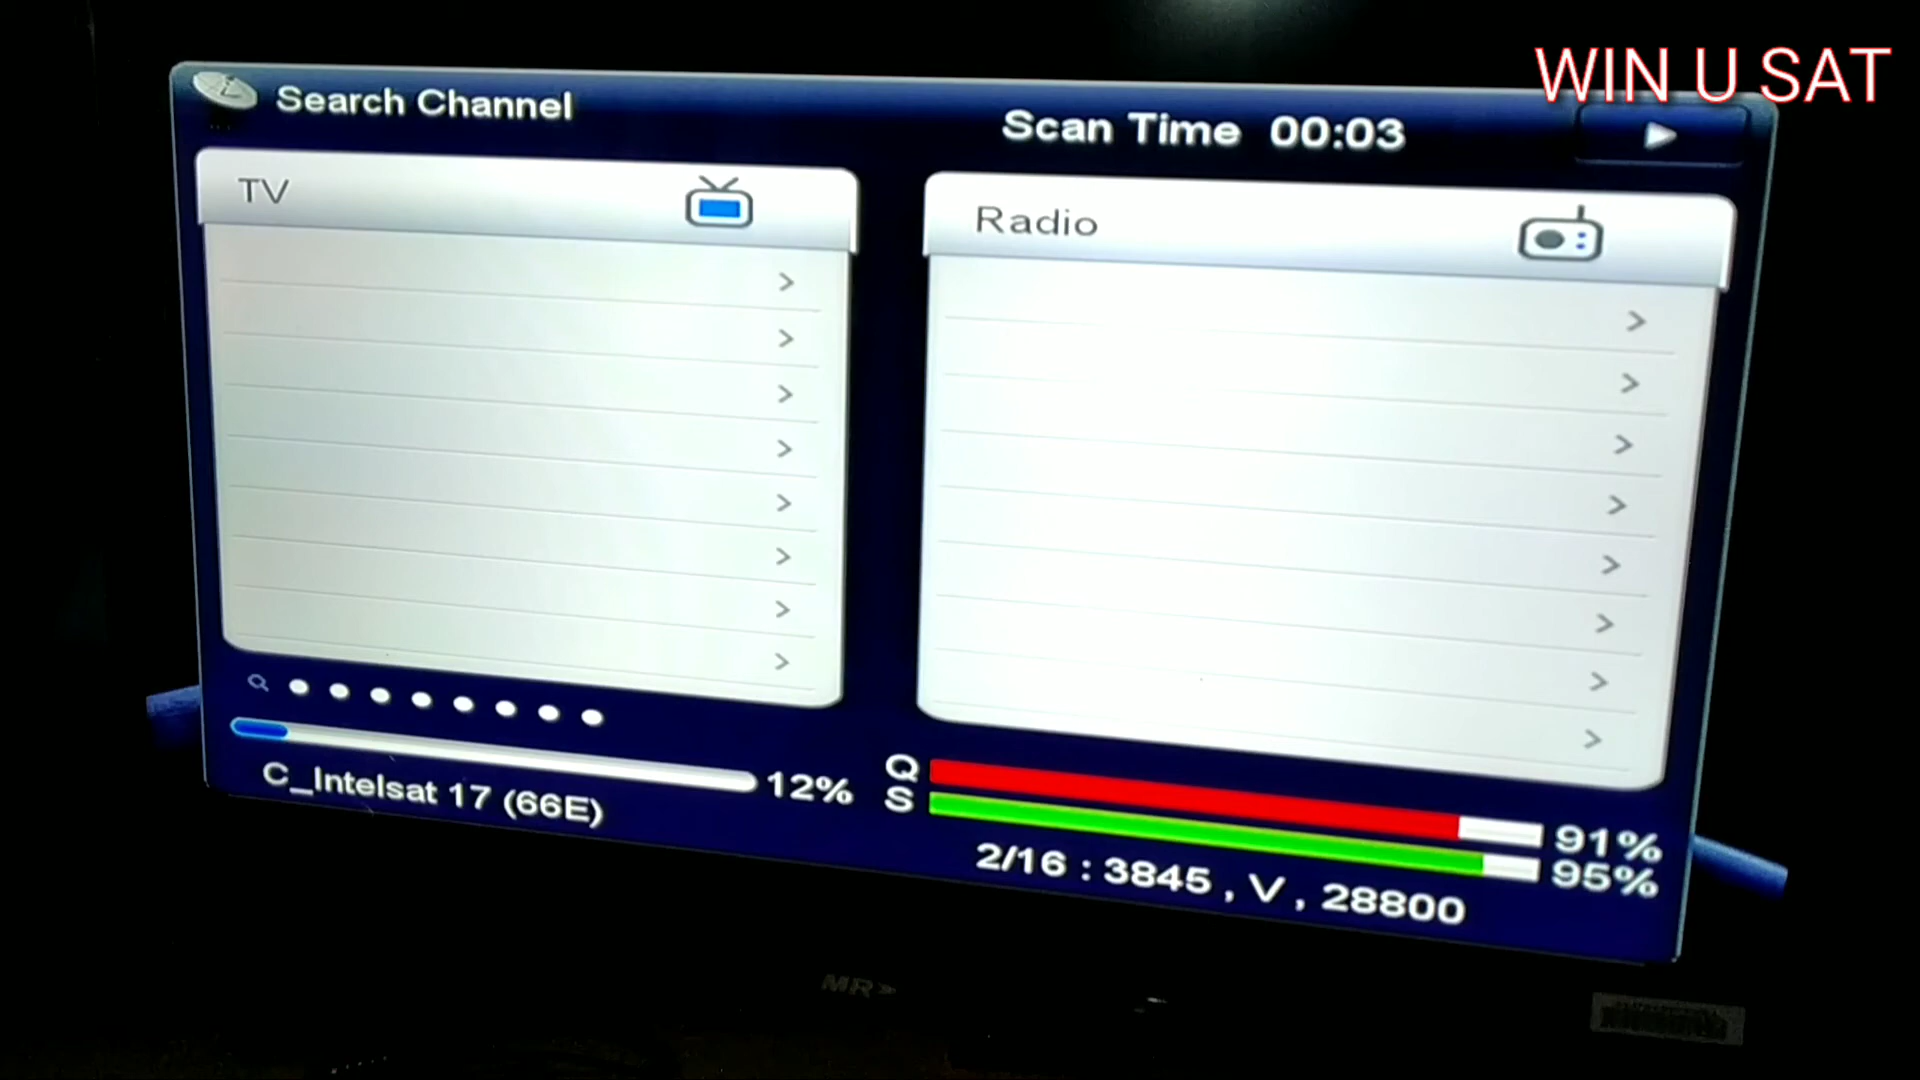 WIN U SAT
Search Channel
Scan Time 00:03
TV
Radio
12%
C_Intelsat 17 (66E)
Q 91%
S 95%
2/16 : 3845 , V , 28800